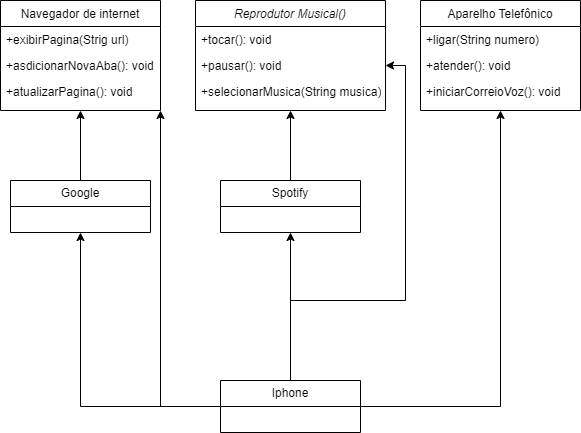 Navegador de internet
+exibirPagina(Strig url)
+asdicionarNovaAba(): void
+atualizarPagina(): void
Reprodutor Musical()
+tocar(): void
+pausar(): void
+selecionarMusica(String musica)
Aparelho Telefônico
+ligar(String numero)
+atender(): void
+iniciarCorreioVoz(): void
Google
Spotify
Iphone